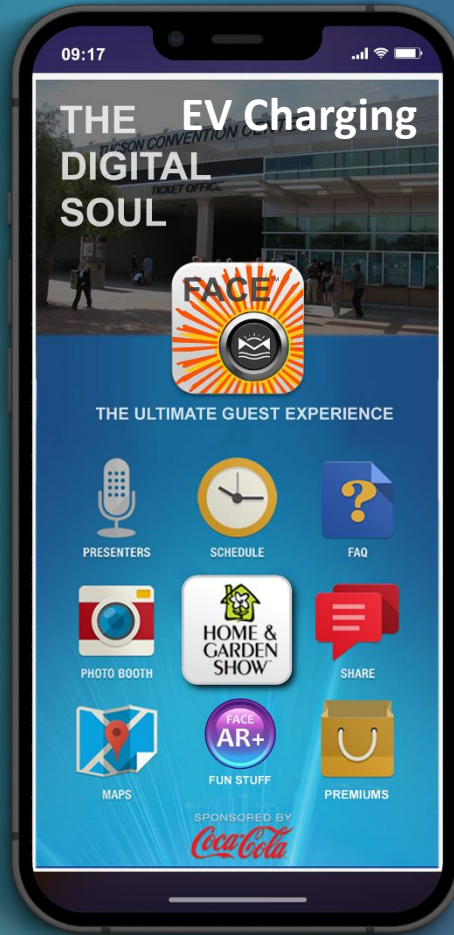 09:17
THE
DIGITAL
SOUL
EV Charging
TUCSON CONVENTION CENTER
TICKET OFFICE
FACE
THE ULTIMATE GUEST EXPERIENCE
PRESENTERS
SCHEDULE
?
FAQ
PHOTO BOOTH
HOME &
GARDEN
SHOW
SHARE
MAPS
FACE
AR+
FUN STUFF
PREMIUMS
SPONSORED BY
Coca-Cola